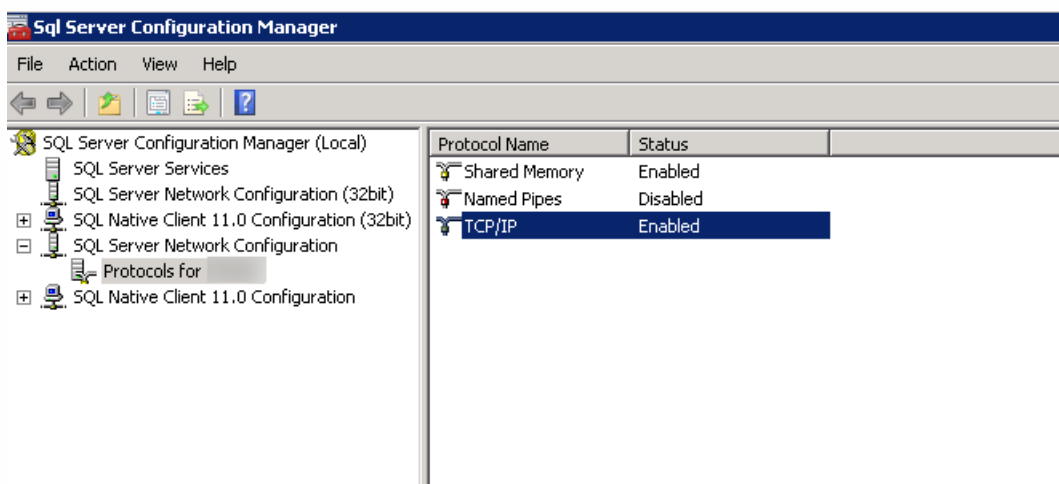 Sql Server Configuration Manager
File Action View Help
SQL Server Configuration Manager (Local)
SQL Server Services
SQL Server Network Configuration (32bit)
SQL Native Client 11.0 Configuration (32bit)
SQL Server Network Configuration
Protocols for
SQL Native Client 11.0 Configuration
Protocol Name Status
Shared Memory Enabled
Named Pipes Disabled
TCP/IP Enabled